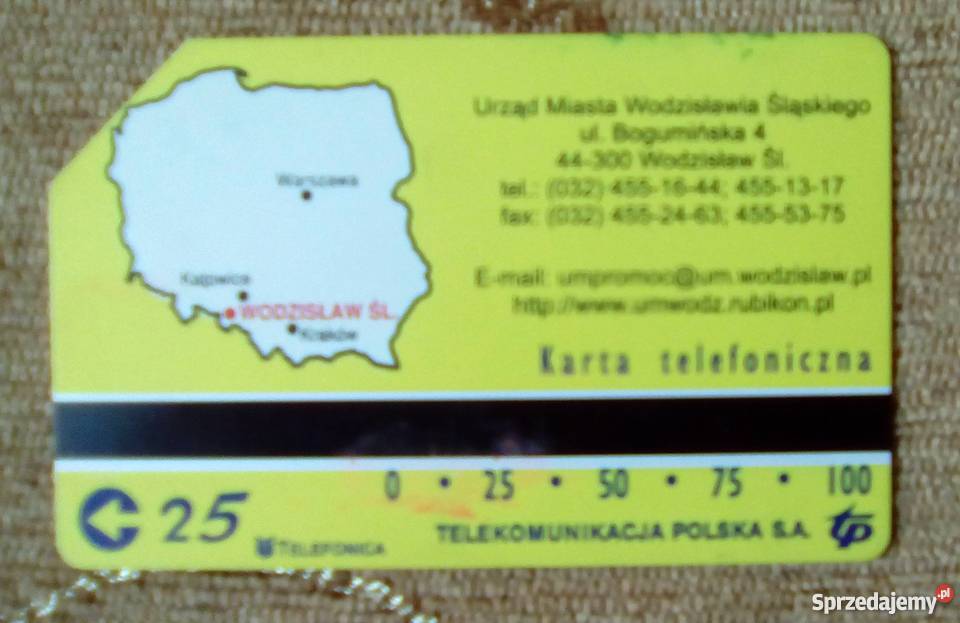 Urząd Miasta Wodzisławia Śląskiego
ul. Bogumińska 4
44-300 Wodzisław Śl.
tel.: (032) 455-16-44; 455-13-17
fax: (032) 455-24-63; 455-53-75
E-mail: umpromoc@um.wodzislaw.pl
http://www.umwodz.rubikon.pl
Karta telefoniczna
Warszawa
Katowice
WODZISŁAW ŚL.
Kraków
0 • 25 • 50 • 75 • 100
25
TELEFONICA
TELEKOMUNIKACJA POLSKA S.A.
tp
Sprzedajemy.pl